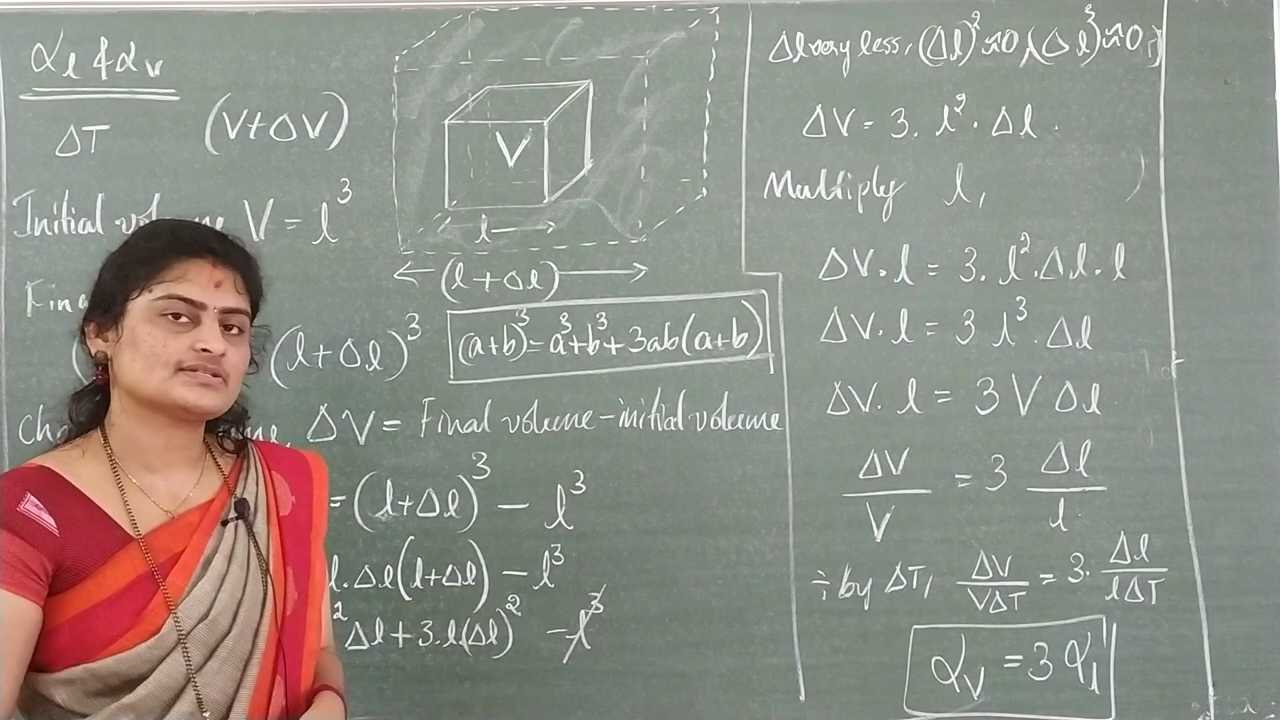 αℓ & αv
ΔT (V+ΔV)
Initial volume V = l³
V
l
(l+Δl)
(l+Δl)³
(a+b)³=a³+b³+3ab(a+b)
ΔV = Final volume - initial volume
= (l+Δl)³ - l³
l.Δl(l+Δl) - l³
²Δl + 3.l(Δl)² - l³
Δl very less, (Δl)²≈0, (Δl)³≈0
ΔV = 3. l². Δl.
Multiply l,
ΔV.l = 3. l².Δl.l
ΔV.l = 3 l³.Δl
ΔV. l = 3 V Δl
ΔV/V = 3 Δl/l
÷ by ΔT, ΔV/VΔT = 3. Δl/lΔT
αv = 3 αl